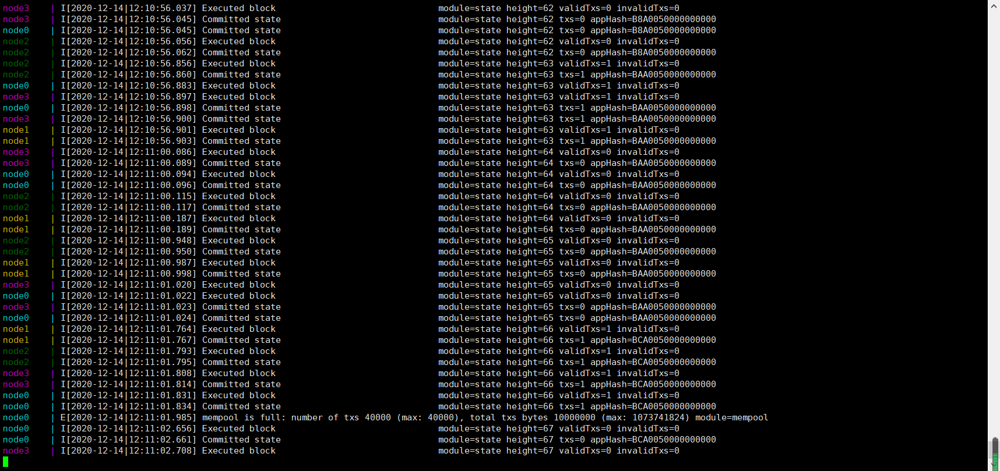 node3    | I[2020-12-14|12:10:56.037] Executed block                               module=state height=62 validTxs=0 invalidTxs=0
node3    | I[2020-12-14|12:10:56.045] Committed state                              module=state height=62 txs=0 appHash=B8A0050000000000
node0    | I[2020-12-14|12:10:56.045] Committed state                              module=state height=62 txs=0 appHash=B8A0050000000000
node2    | I[2020-12-14|12:10:56.056] Executed block                               module=state height=62 validTxs=0 invalidTxs=0
node2    | I[2020-12-14|12:10:56.062] Committed state                              module=state height=62 txs=0 appHash=B8A0050000000000
node2    | I[2020-12-14|12:10:56.856] Executed block                               module=state height=63 validTxs=1 invalidTxs=0
node2    | I[2020-12-14|12:10:56.860] Committed state                              module=state height=63 txs=1 appHash=BAA0050000000000
node0    | I[2020-12-14|12:10:56.883] Executed block                               module=state height=63 validTxs=1 invalidTxs=0
node3    | I[2020-12-14|12:10:56.897] Executed block                               module=state height=63 validTxs=1 invalidTxs=0
node0    | I[2020-12-14|12:10:56.898] Committed state                              module=state height=63 txs=1 appHash=BAA0050000000000
node3    | I[2020-12-14|12:10:56.900] Committed state                              module=state height=63 txs=1 appHash=BAA0050000000000
node1    | I[2020-12-14|12:10:56.901] Executed block                               module=state height=63 validTxs=1 invalidTxs=0
node1    | I[2020-12-14|12:10:56.903] Committed state                              module=state height=63 txs=1 appHash=BAA0050000000000
node3    | I[2020-12-14|12:11:00.086] Executed block                               module=state height=64 validTxs=0 invalidTxs=0
node3    | I[2020-12-14|12:11:00.089] Committed state                              module=state height=64 txs=0 appHash=BAA0050000000000
node0    | I[2020-12-14|12:11:00.094] Executed block                               module=state height=64 validTxs=0 invalidTxs=0
node0    | I[2020-12-14|12:11:00.096] Committed state                              module=state height=64 txs=0 appHash=BAA0050000000000
node2    | I[2020-12-14|12:11:00.115] Executed block                               module=state height=64 validTxs=0 invalidTxs=0
node2    | I[2020-12-14|12:11:00.117] Committed state                              module=state height=64 txs=0 appHash=BAA0050000000000
node1    | I[2020-12-14|12:11:00.187] Executed block                               module=state height=64 validTxs=0 invalidTxs=0
node1    | I[2020-12-14|12:11:00.189] Committed state                              module=state height=64 txs=0 appHash=BAA0050000000000
node2    | I[2020-12-14|12:11:00.948] Executed block                               module=state height=65 validTxs=0 invalidTxs=0
node2    | I[2020-12-14|12:11:00.950] Committed state                              module=state height=65 txs=0 appHash=BAA0050000000000
node1    | I[2020-12-14|12:11:00.987] Executed block                               module=state height=65 validTxs=0 invalidTxs=0
node1    | I[2020-12-14|12:11:00.998] Committed state                              module=state height=65 txs=0 appHash=BAA0050000000000
node3    | I[2020-12-14|12:11:01.020] Executed block                               module=state height=65 validTxs=0 invalidTxs=0
node0    | I[2020-12-14|12:11:01.022] Executed block                               module=state height=65 validTxs=0 invalidTxs=0
node3    | I[2020-12-14|12:11:01.023] Committed state                              module=state height=65 txs=0 appHash=BAA0050000000000
node0    | I[2020-12-14|12:11:01.024] Committed state                              module=state height=65 txs=0 appHash=BAA0050000000000
node1    | I[2020-12-14|12:11:01.764] Executed block                               module=state height=66 validTxs=1 invalidTxs=0
node1    | I[2020-12-14|12:11:01.767] Committed state                              module=state height=66 txs=1 appHash=BCA0050000000000
node2    | I[2020-12-14|12:11:01.793] Executed block                               module=state height=66 validTxs=1 invalidTxs=0
node2    | I[2020-12-14|12:11:01.795] Committed state                              module=state height=66 txs=1 appHash=BCA0050000000000
node3    | I[2020-12-14|12:11:01.808] Executed block                               module=state height=66 validTxs=1 invalidTxs=0
node3    | I[2020-12-14|12:11:01.814] Committed state                              module=state height=66 txs=1 appHash=BCA0050000000000
node0    | I[2020-12-14|12:11:01.831] Executed block                               module=state height=66 validTxs=1 invalidTxs=0
node0    | I[2020-12-14|12:11:01.834] Committed state                              module=state height=66 txs=1 appHash=BCA0050000000000
node0    | E[2020-12-14|12:11:01.985] mempool is full: number of txs 40000 (max: 40000), total txs bytes 10000000 (max: 1073741824) module=mempool
node0    | I[2020-12-14|12:11:02.656] Executed block                               module=state height=67 validTxs=0 invalidTxs=0
node0    | I[2020-12-14|12:11:02.661] Committed state                              module=state height=67 txs=0 appHash=BCA0050000000000
node3    | I[2020-12-14|12:11:02.708] Executed block                               module=state height=67 validTxs=0 invalidTxs=0